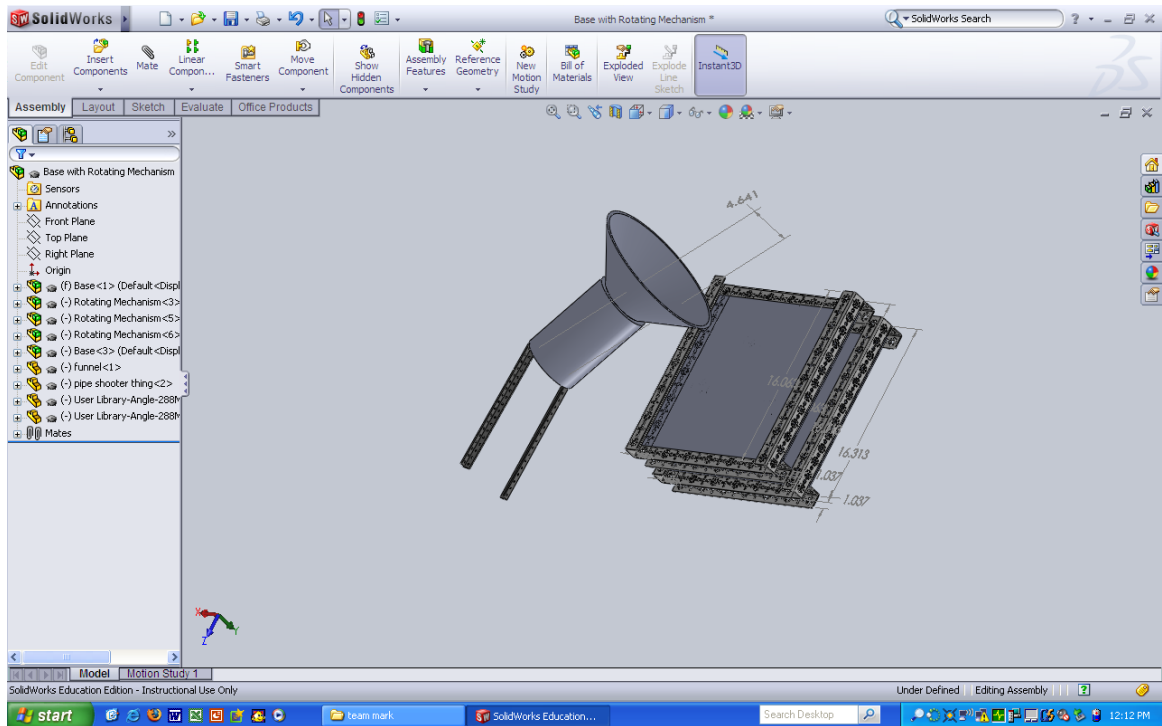 SolidWorks
Base with Rotating Mechanism *
SolidWorks Search
Edit Component
Insert Components
Mate
Linear Compon...
Smart Fasteners
Move Component
Show Hidden Components
Assembly Features
Reference Geometry
New Motion Study
Bill of Materials
Exploded View
Explode Line Sketch
Instant3D
Assembly Layout Sketch Evaluate Office Products
Base with Rotating Mechanism
Sensors
Annotations
Front Plane
Top Plane
Right Plane
Origin
(f) Base<1> (Default<Displ
(-) Rotating Mechanism<3>
(-) Rotating Mechanism<5>
(-) Rotating Mechanism<6>
(-) Base<3> (Default<Displ
(-) funnel<1>
(-) pipe shooter thing<2>
(-) User Library-Angle-288
(-) User Library-Angle-288
Mates
4.641
16.313
1.037
1.037
X
Y
Z
Model Motion Study 1
SolidWorks Education Edition - Instructional Use Only
Under Defined Editing Assembly
start
team mark
SolidWorks Education...
Search Desktop
12:12 PM